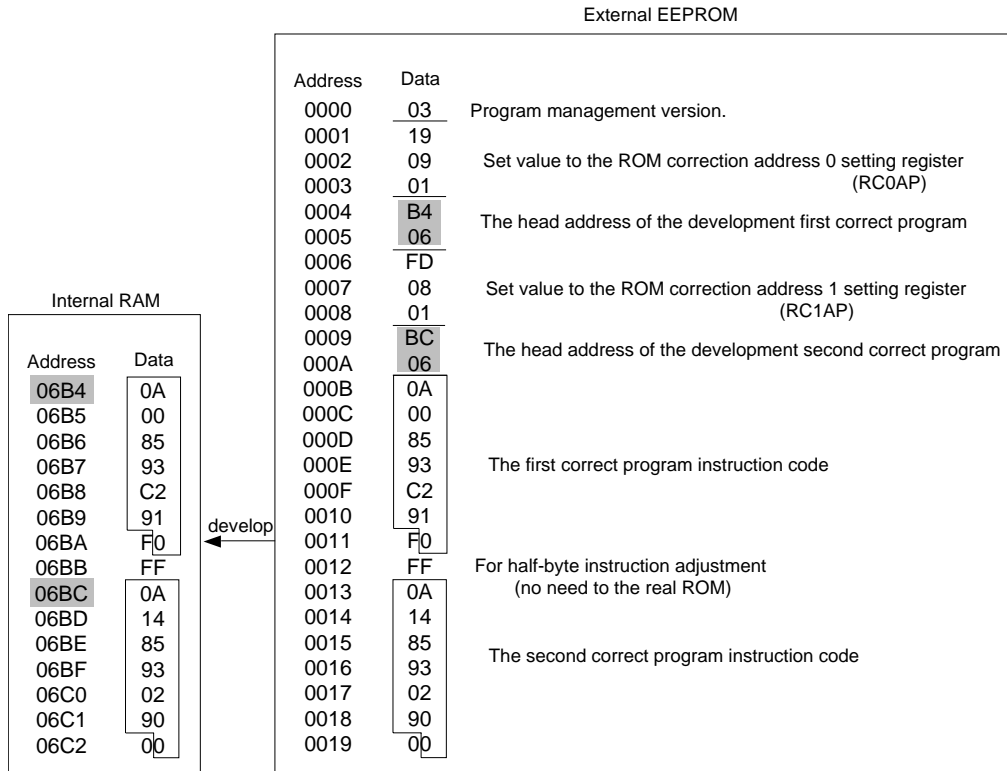 External EEPROM
Address Data
0000 03 Program management version.
0001 19
0002 09 Set value to the ROM correction address 0 setting register
0003 01 (RC0AP)
0004 B4
The head address of the development first correct program
0005 06
0006 FD
0007 08 Set value to the ROM correction address 1 setting register
0008 01 (RC1AP)
0009 BC
The head address of the development second correct program
000A 06
000B 0A
000C 00
000D 85
000E 93 The first correct program instruction code
000F C2
0010 91
0011 F0
0012 FF For half-byte instruction adjustment
0013 0A (no need to the real ROM)
0014 14
0015 85
The second correct program instruction code
0016 93
0017 02
0018 90
0019 00
develop
Internal RAM
Address Data
06B4 0A
06B5 00
06B6 85
06B7 93
06B8 C2
06B9 91
06BA F0
06BB FF
06BC 0A
06BD 14
06BE 85
06BF 93
06C0 02
06C1 90
06C2 00